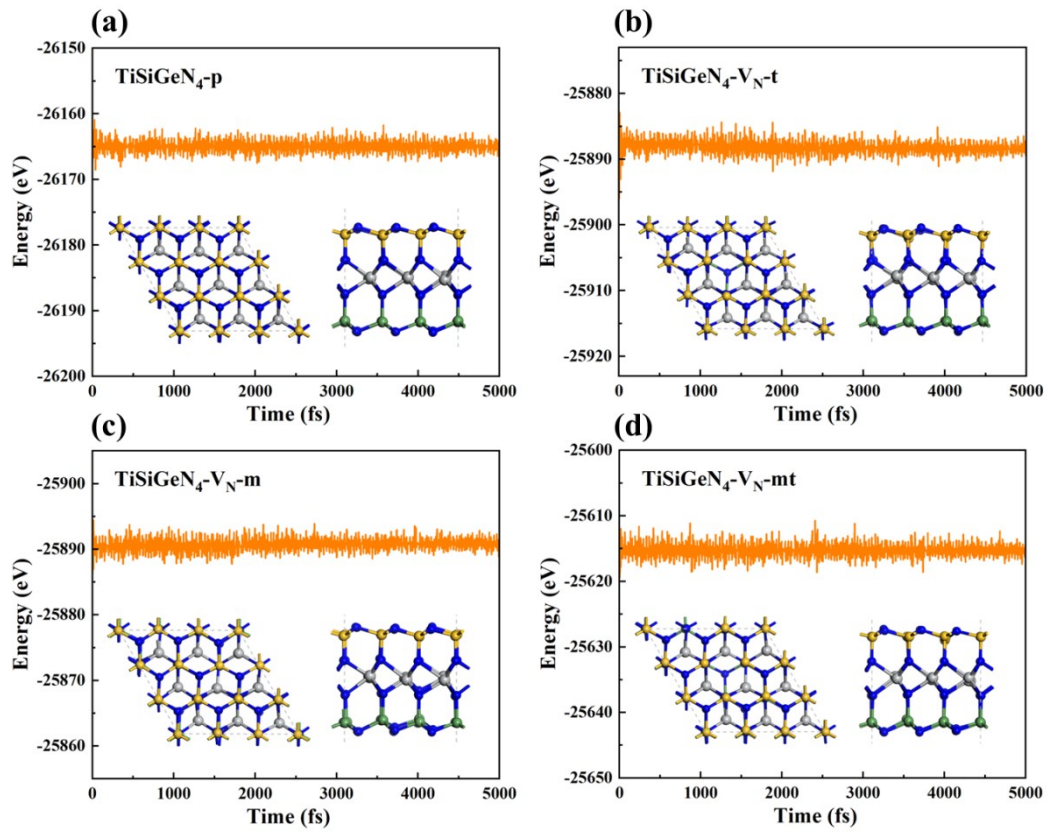 (a)
TiSiGeN₄-p
Energy (eV)
-26150
-26160
-26170
-26180
-26190
-26200
0 1000 2000 3000 4000 5000
Time (fs)
(b)
TiSiGeN₄-V_N-t
Energy (eV)
-25880
-25890
-25900
-25910
-25920
0 1000 2000 3000 4000 5000
Time (fs)
(c)
TiSiGeN₄-V_N-m
Energy (eV)
-25900
-25890
-25880
-25870
-25860
0 1000 2000 3000 4000 5000
Time (fs)
(d)
TiSiGeN₄-V_N-mt
Energy (eV)
-25600
-25610
-25620
-25630
-25640
-25650
0 1000 2000 3000 4000 5000
Time (fs)